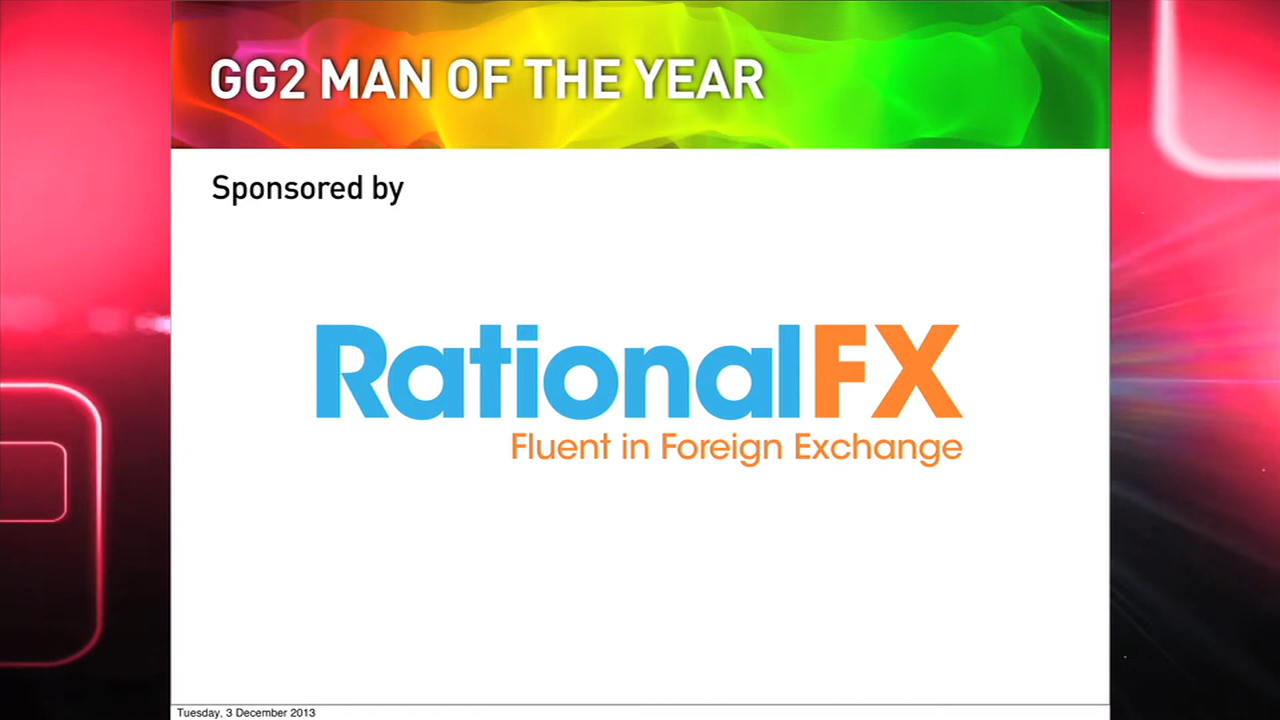 GG2 MAN OF THE YEAR
Sponsored by
RationalFX
Fluent in Foreign Exchange
Tuesday, 3 December 2013